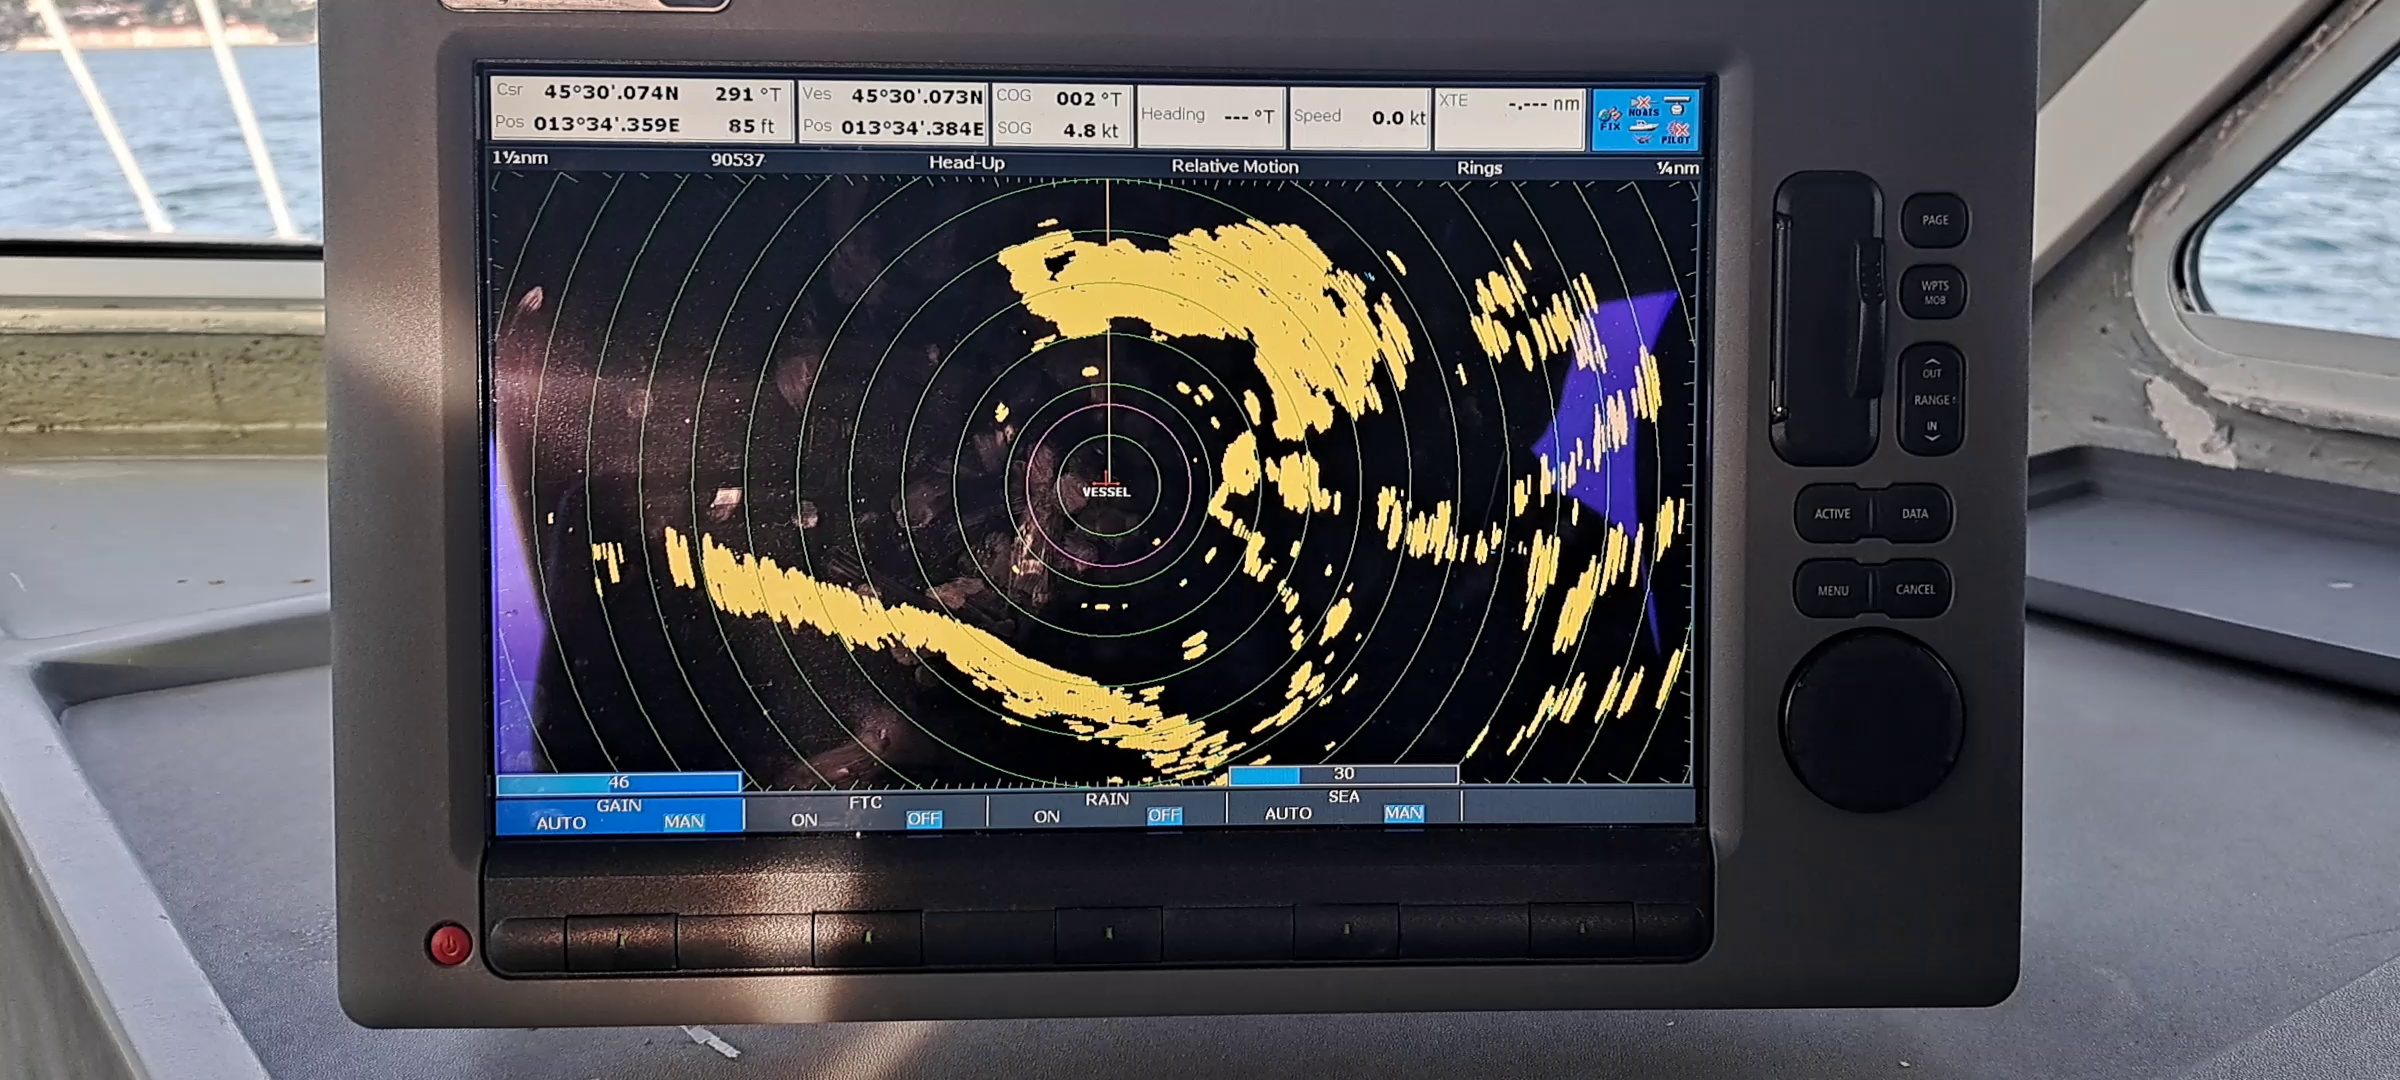 Csr 45°30'.074N 291 °T
Pos 013°34'.359E 85 ft
Ves 45°30'.073N
Pos 013°34'.384E
COG 002 °T
SOG 4.8 kt
Heading --- °T
Speed 0.0 kt
XTE -.--- nm
FIX NOAIS PILOT
1½nm 90537 Head-Up Relative Motion Rings ¼nm
VESSEL
46
GAIN
AUTO MAN
FTC
ON OFF
RAIN
ON OFF
30
SEA
AUTO MAN
PAGE
WPTS
MOB
OUT
RANGE
IN
ACTIVE DATA
MENU CANCEL